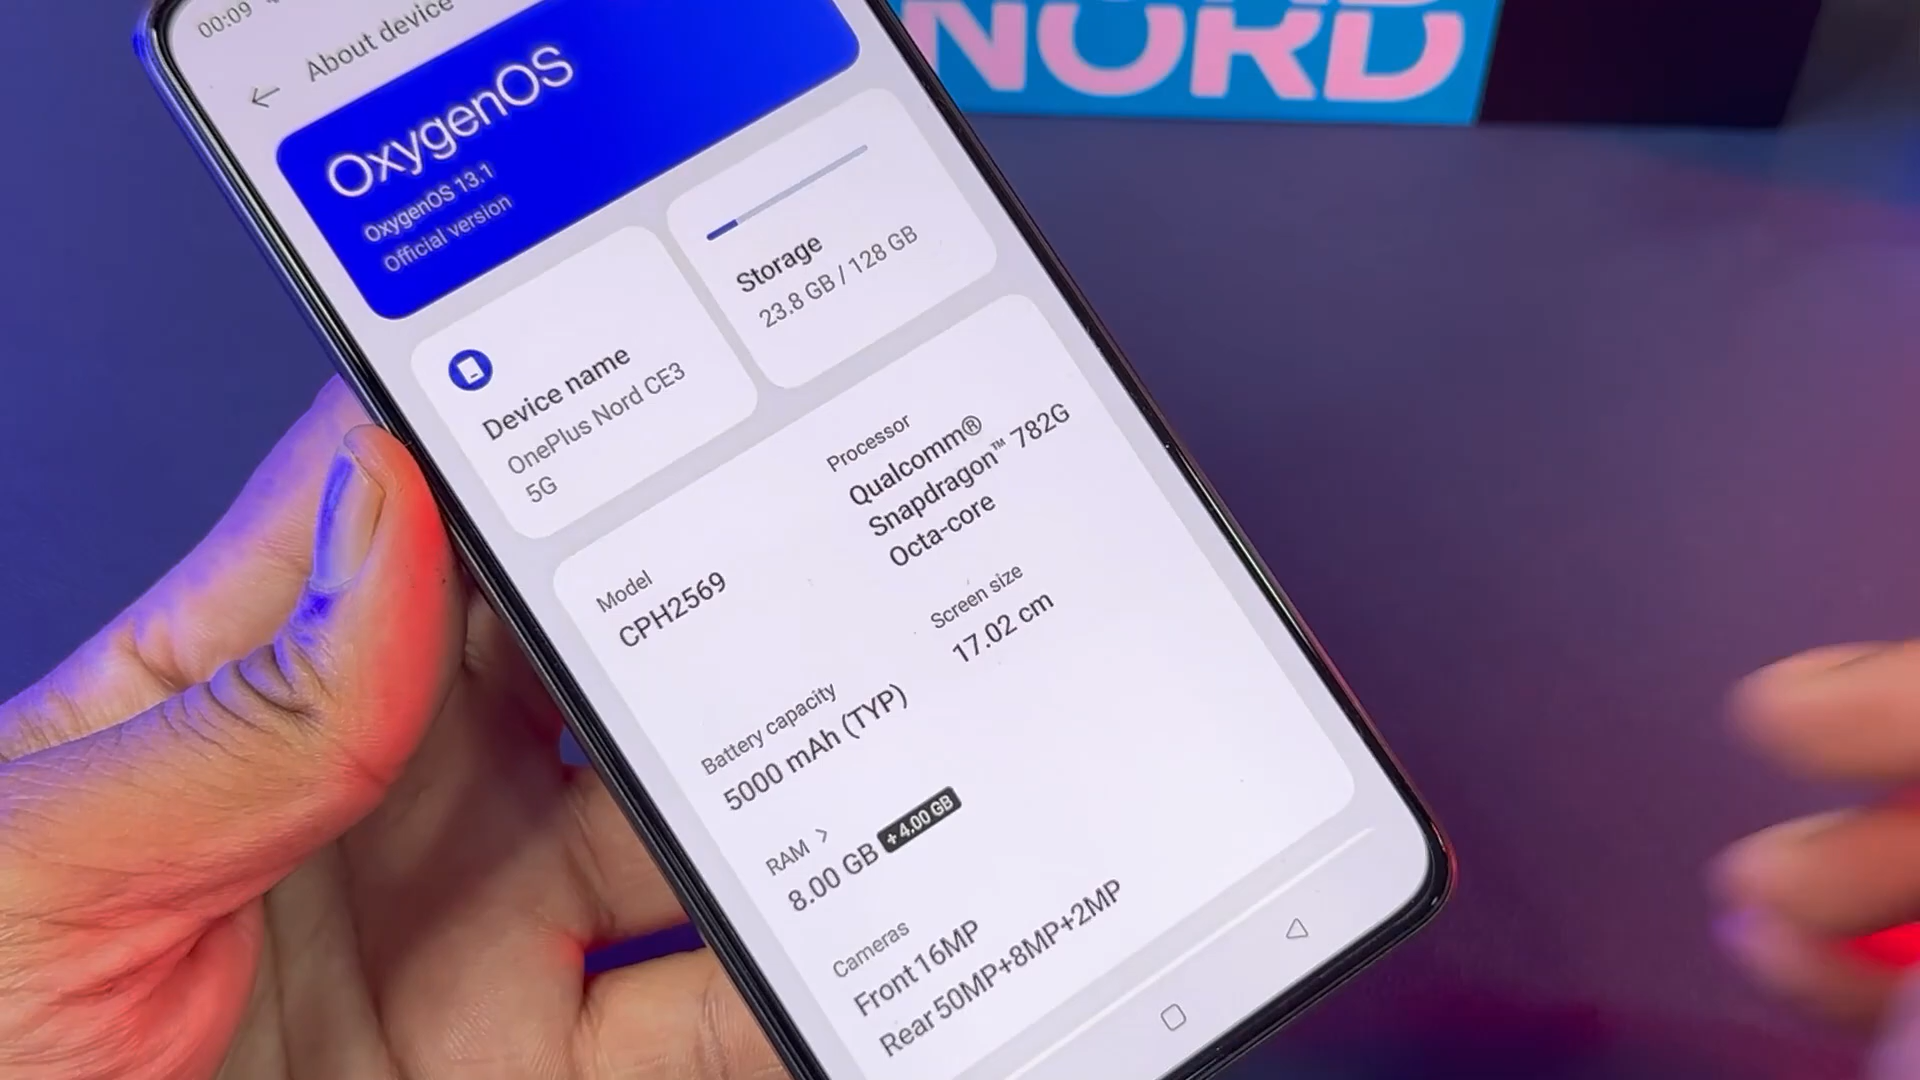 NORD
00:09
About device
OxygenOS
OxygenOS 13.1
Official version
Storage
23.8 GB / 128 GB
Device name
OnePlus Nord CE3
5G
Processor
Qualcomm®
Snapdragon™ 782G
Octa-core
Model
CPH2569
Screen size
17.02 cm
Battery capacity
5000 mAh (TYP)
RAM >
8.00 GB + 4.00 GB
Cameras
Front 16MP
Rear 50MP+8MP+2MP